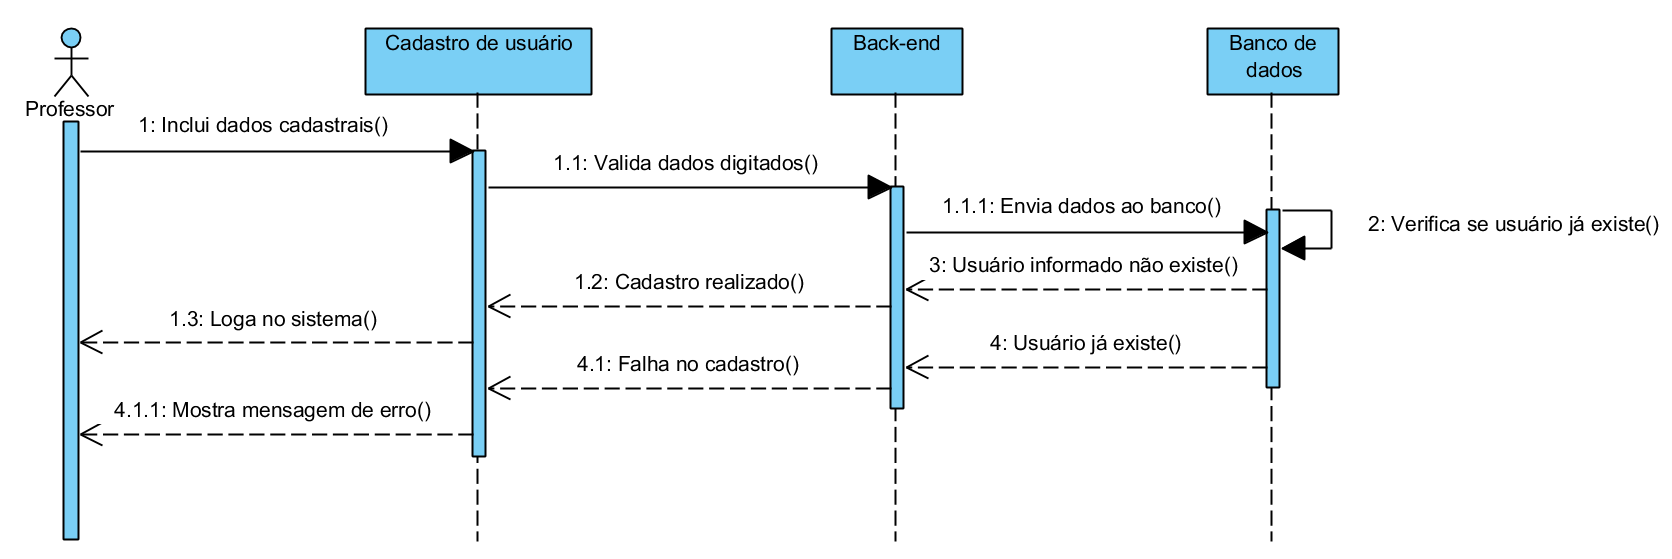 Professor
Cadastro de usuário
Back-end
Banco de
dados
1: Inclui dados cadastrais()
1.1: Valida dados digitados()
1.1.1: Envia dados ao banco()
2: Verifica se usuário já existe()
3: Usuário informado não existe()
1.2: Cadastro realizado()
1.3: Loga no sistema()
4: Usuário já existe()
4.1: Falha no cadastro()
4.1.1: Mostra mensagem de erro()